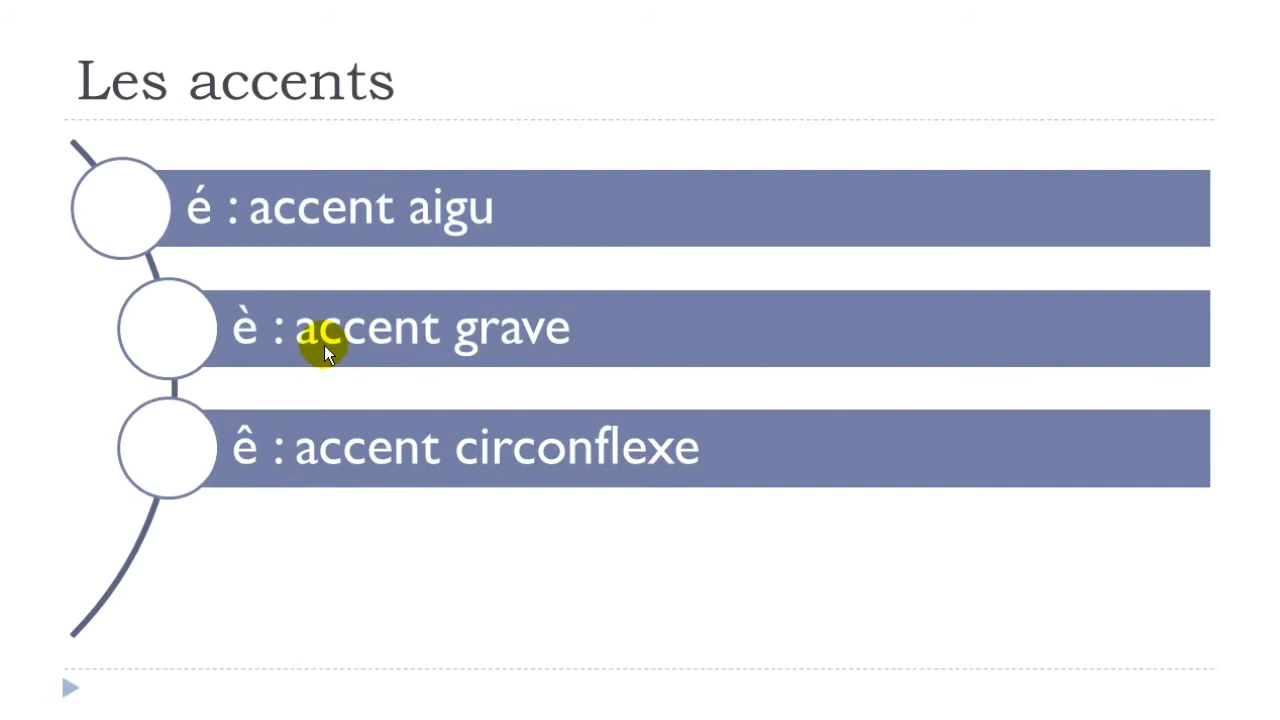 Les accents
é : accent aigu
è : accent grave
ê : accent circonflexe